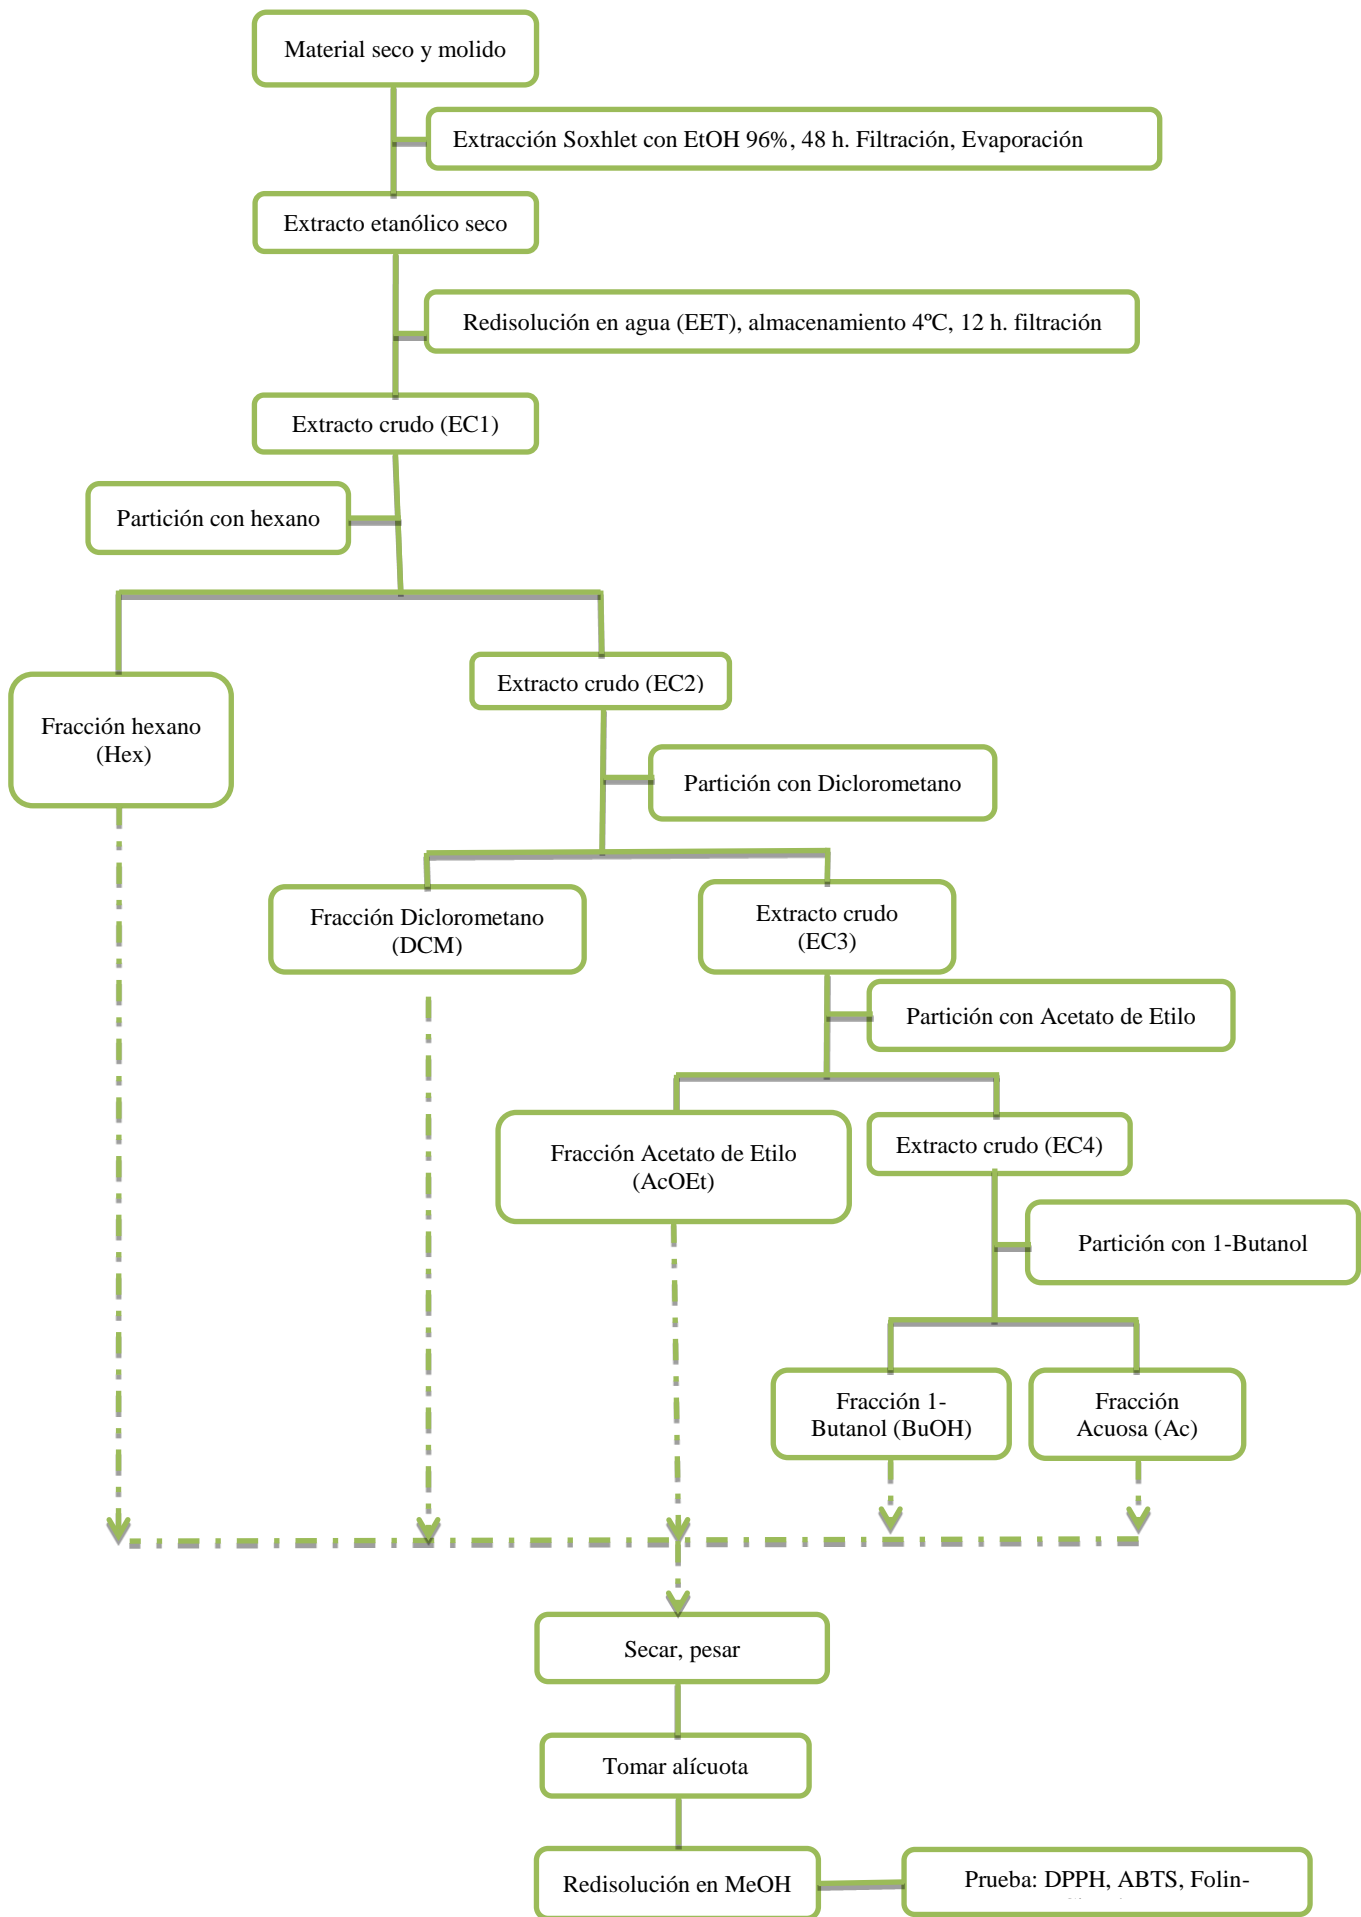 Material seco y molido
Extracción Soxhlet con EtOH 96%, 48 h. Filtración, Evaporación
Extracto etanólico seco
Redisolución en agua (EET), almacenamiento 4ºC, 12 h. filtración
Extracto crudo (EC1)
Partición con hexano
Extracto crudo (EC2)
Fracción hexano
(Hex)
Partición con Diclorometano
Fracción Diclorometano
(DCM)
Extracto crudo
(EC3)
Partición con Acetato de Etilo
Fracción Acetato de Etilo
(AcOEt)
Extracto crudo (EC4)
Partición con 1-Butanol
Fracción 1-
Butanol (BuOH)
Fracción
Acuosa (Ac)
Secar, pesar
Tomar alícuota
Redisolución en MeOH
Prueba: DPPH, ABTS, Folin-